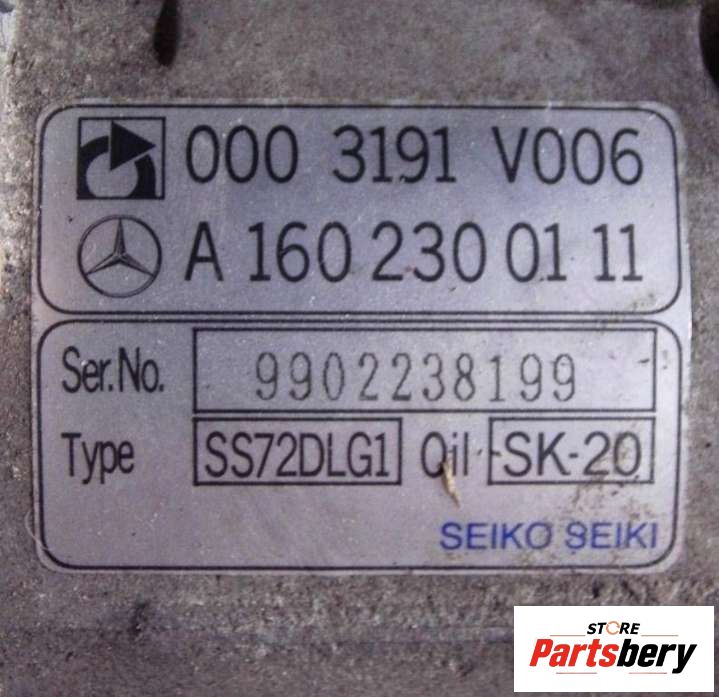 000 3191 V006
A 160 230 01 11
Ser.No. 9902238199
Type SS72DLG1 Oil SK-20
SEIKO SEIKI
STORE
Partsbery